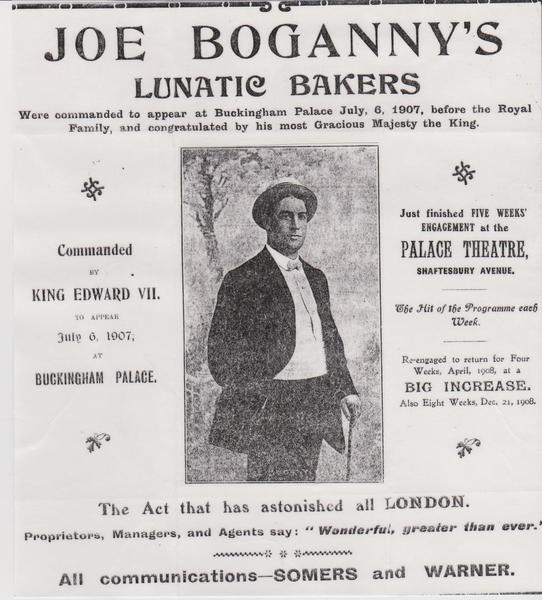 JOE BOGANNY'S
LUNATIC BAKERS
Were commanded to appear at Buckingham Palace July, 6, 1907, before the Royal
Family, and congratulated by his most Gracious Majesty the King.
Commanded
BY
KING EDWARD VII.
TO APPEAR
July 6, 1907,
AT
BUCKINGHAM PALACE.
Just finished FIVE WEEKS'
ENGAGEMENT at the
PALACE THEATRE,
SHAFTESBURY AVENUE.
The Hit of the Programme each
Week.
Re-engaged to return for Four
Weeks, April, 1908, at a
BIG INCREASE.
Also Eight Weeks, Dec. 21, 1908.
The Act that has astonished all LONDON.
Proprietors, Managers, and Agents say: "Wonderful, greater than ever."
All communications—SOMERS and WARNER.